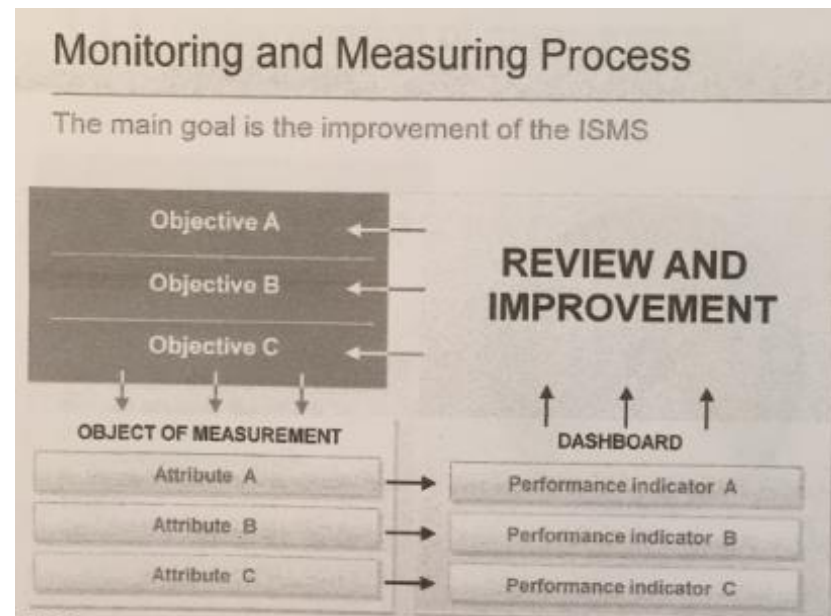 Monitoring and Measuring Process
The main goal is the improvement of the ISMS
Objective A
Objective B
Objective C
REVIEW AND
IMPROVEMENT
OBJECT OF MEASUREMENT
Attribute A
Attribute B
Attribute C
DASHBOARD
Performance indicator A
Performance indicator B
Performance indicator C